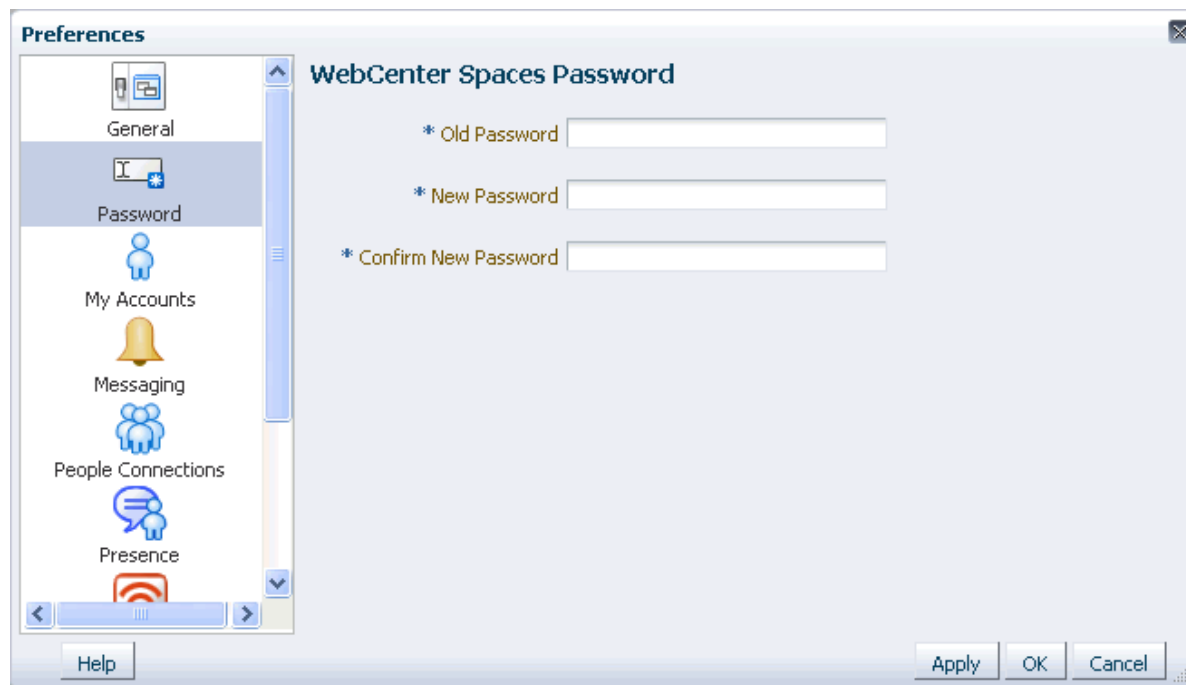 Preferences
General
Password
My Accounts
Messaging
People Connections
Presence
WebCenter Spaces Password
* Old Password
* New Password
* Confirm New Password
Help
Apply
OK
Cancel